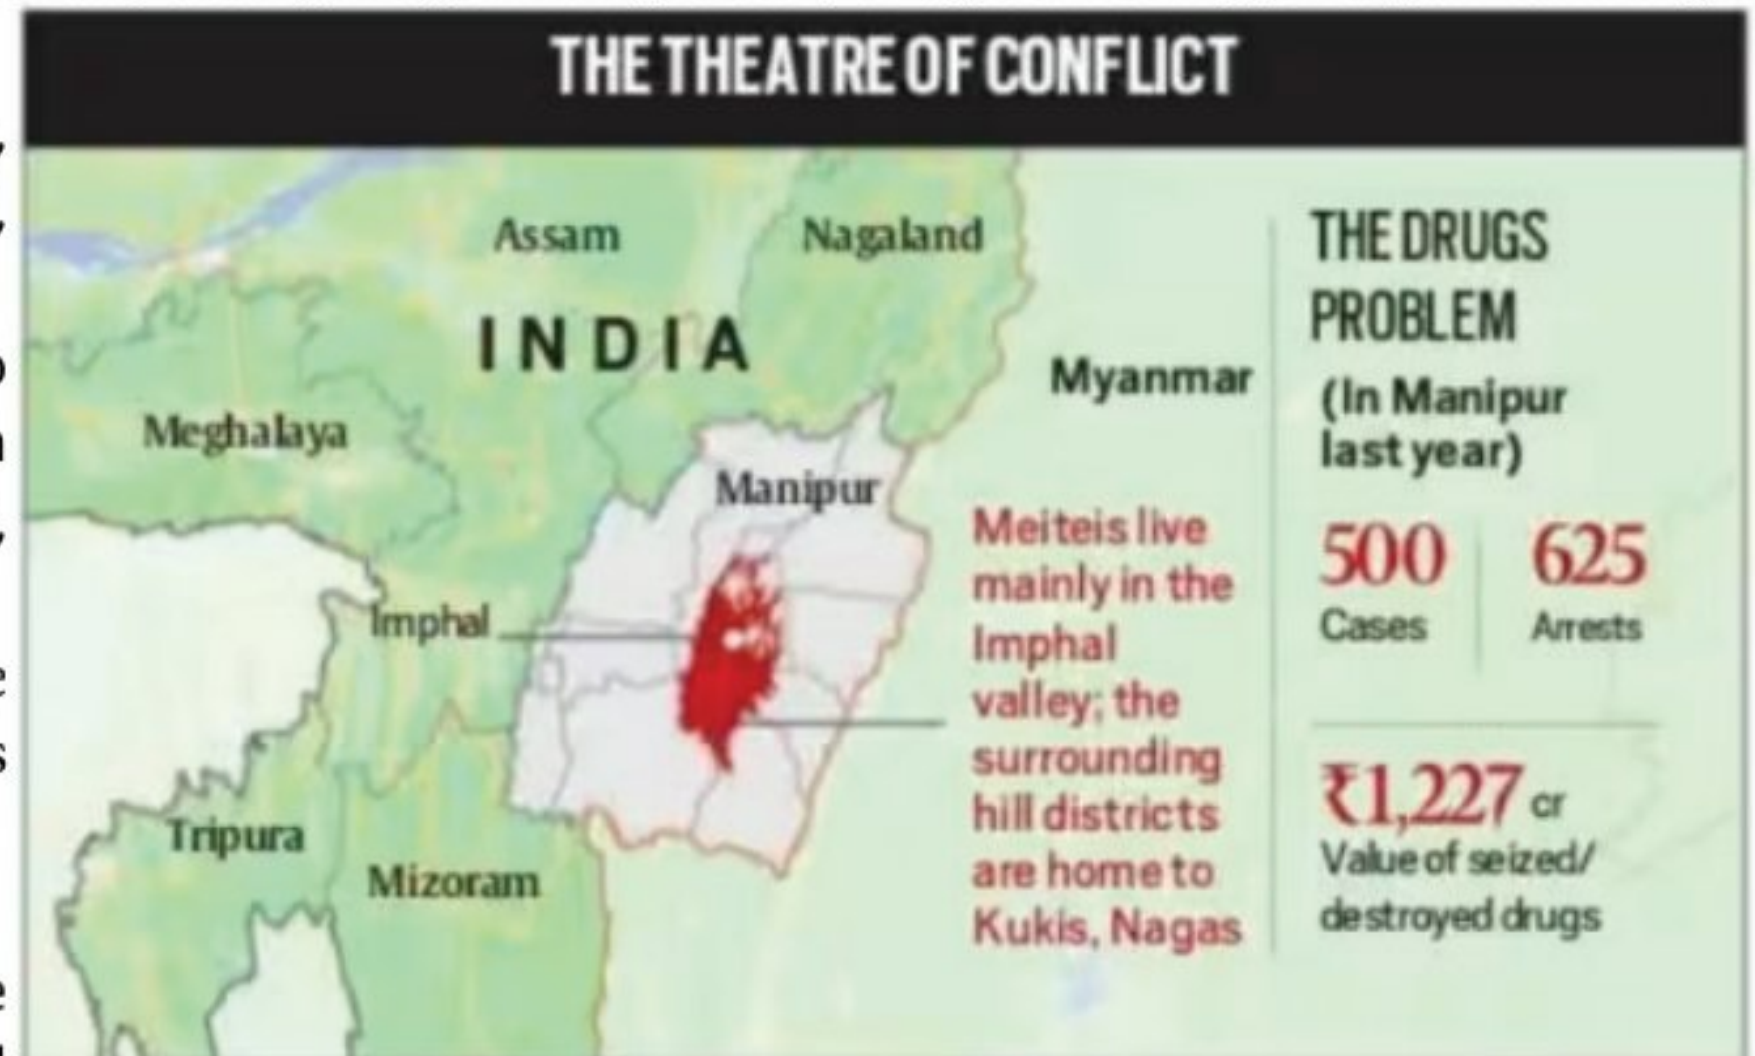 THE THEATRE OF CONFLICT
Assam
Nagaland
INDIA
Myanmar
Meghalaya
Manipur
Imphal
Tripura
Mizoram
Meiteis live
mainly in the
Imphal
valley; the
surrounding
hill districts
are home to
Kukis, Nagas
THE DRUGS
PROBLEM
(In Manipur
last year)
500
Cases
625
Arrests
₹1,227 cr
Value of seized/
destroyed drugs